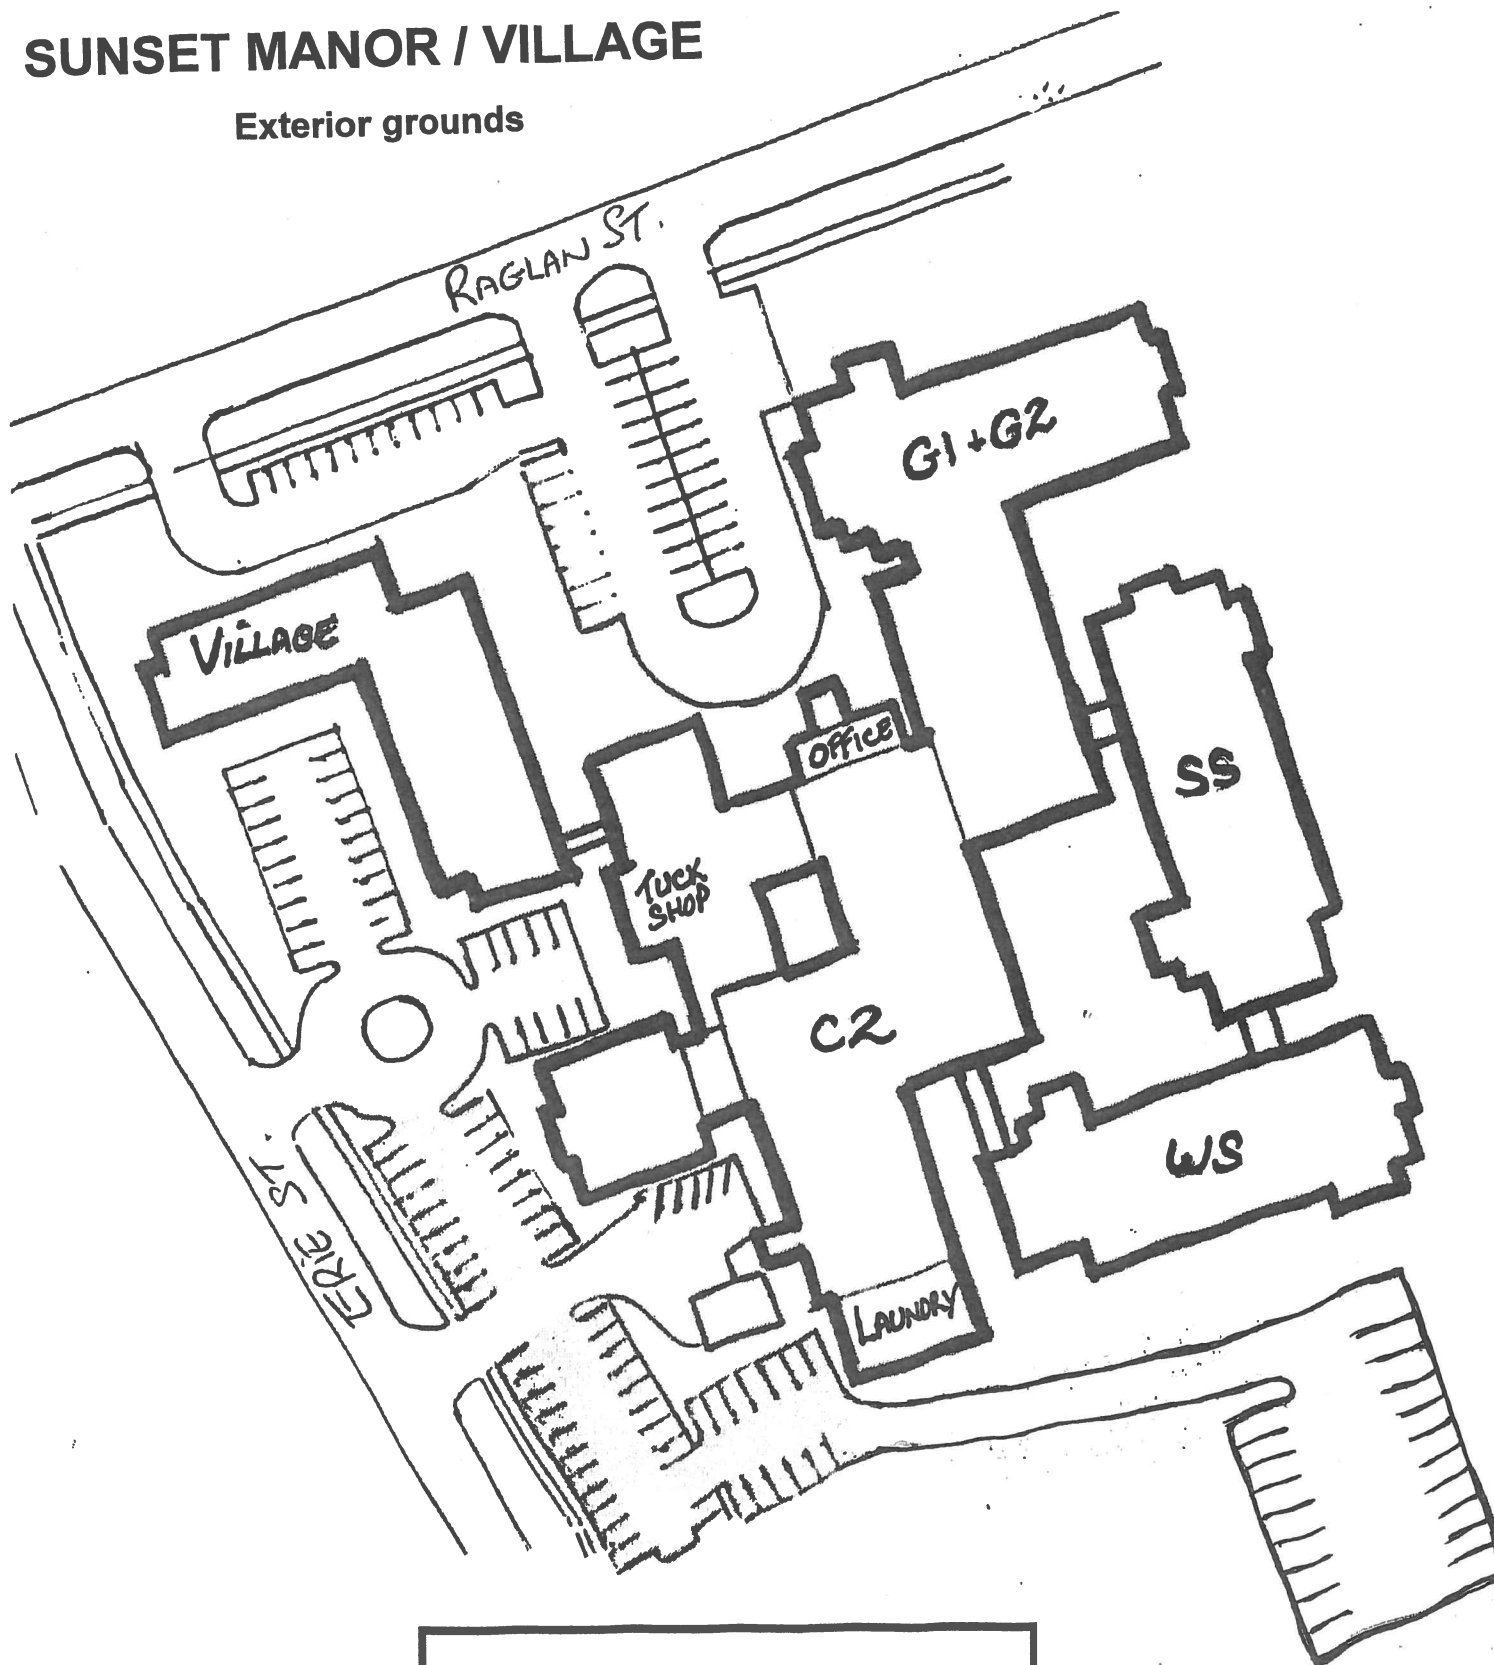 SUNSET MANOR / VILLAGE
Exterior grounds
RAGLAN ST.
G1+G2
VILLAGE
OFFICE
SS
TUCK
SHOP
C2
WS
ERIE ST.
LAUNDRY